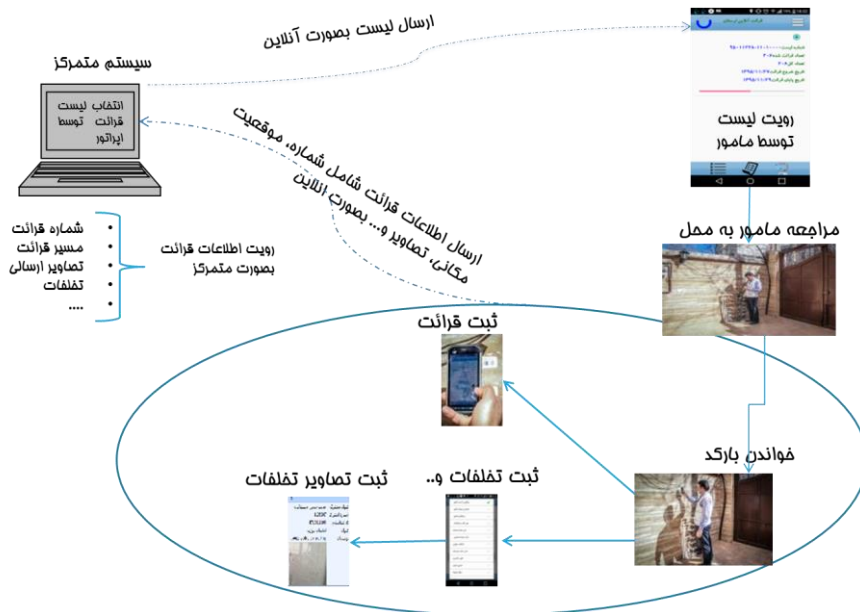 ارسال لیست بصورت آنلاین
سیستم متمرکز
انتخاب لیست
قرائت توسط
اپراتور
رویت لیست
توسط مامور
ارسال اطلاعات قرائت شامل شماره، موقعیت
مکانی، تصاویر و... بصورت انلاین
مراجعه مامور به محل
شماره قرائت
مسیر قرائت
تصاویر ارسالی
تخلفات
....
رویت اطلاعات قرائت
بصورت متمرکز
ثبت قرائت
خواندن بارکد
ثبت تخلفات و..
ثبت تصاویر تخلفات